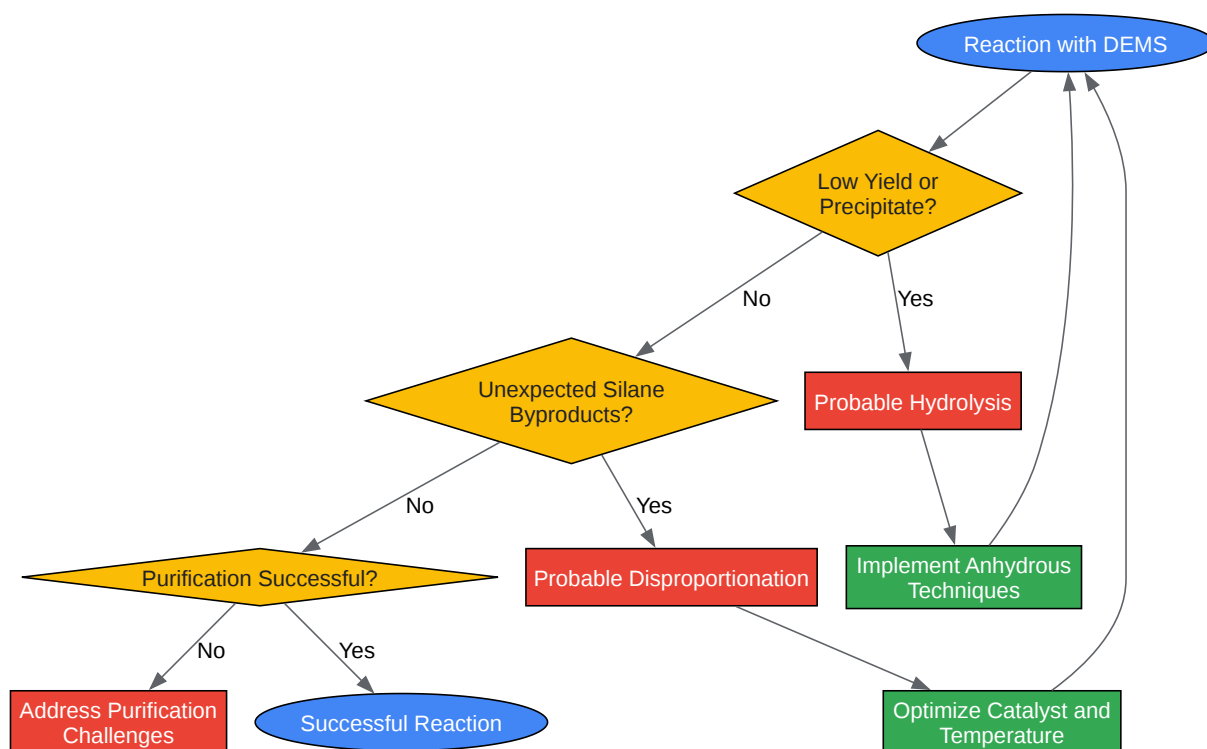 Reaction with DEMS
Low Yield or
Precipitate?
No
Yes
Unexpected Silane
Byproducts?
Probable Hydrolysis
No
Yes
Purification Successful?
Probable Disproportionation
Implement Anhydrous
Techniques
No
Yes
Address Purification
Challenges
Successful Reaction
Optimize Catalyst and
Temperature